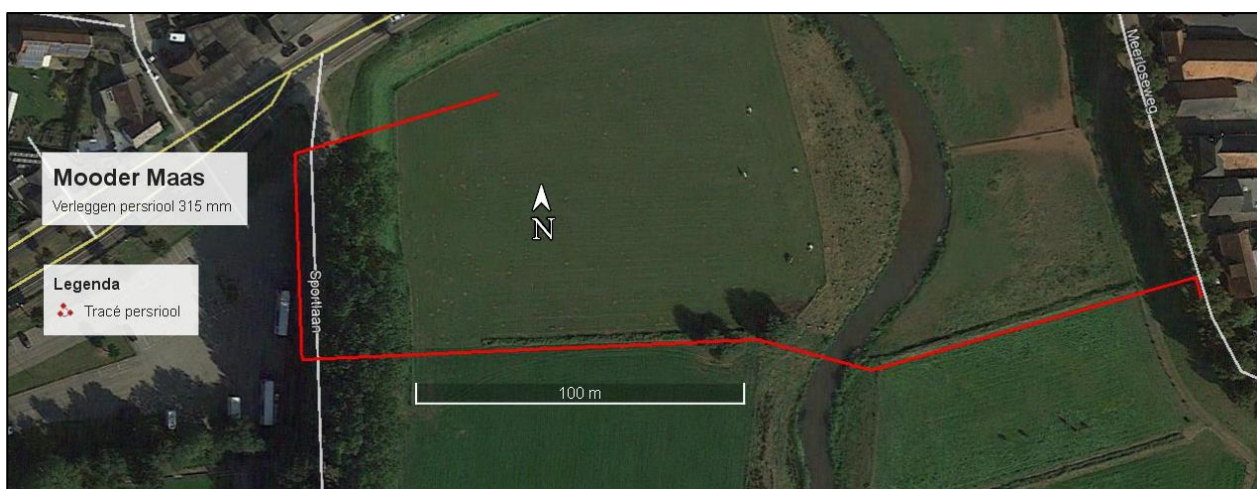 Mooder Maas
Verleggen persriool 315 mm
Legenda
Tracé persriool
Sportlaan
N
100 m
Meerloseweg